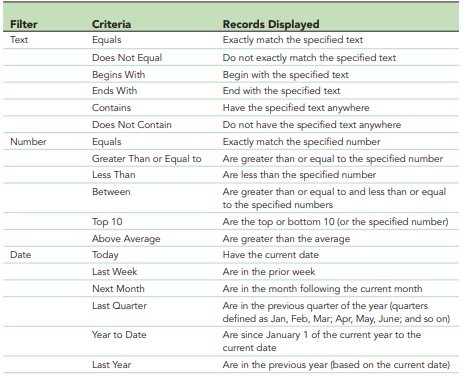 Filter Criteria Records Displayed
Text Equals Exactly match the specified text
Does Not Equal Do not exactly match the specified text
Begins With Begin with the specified text
Ends With End with the specified text
Contains Have the specified text anywhere
Does Not Contain Do not have the specified text anywhere
Number Equals Exactly match the specified number
Greater Than or Equal to Are greater than or equal to the specified number
Less Than Are less than the specified number
Between Are greater than or equal to and less than or equal
to the specified numbers
Top 10 Are the top or bottom 10 (or the specified number)
Above Average Are greater than the average
Date Today Have the current date
Last Week Are in the prior week
Next Month Are in the month following the current month
Last Quarter Are in the previous quarter of the year (quarters
defined as Jan, Feb, Mar; Apr, May, June; and so on)
Year to Date Are since January 1 of the current year to the
current date
Last Year Are in the previous year (based on the current date)